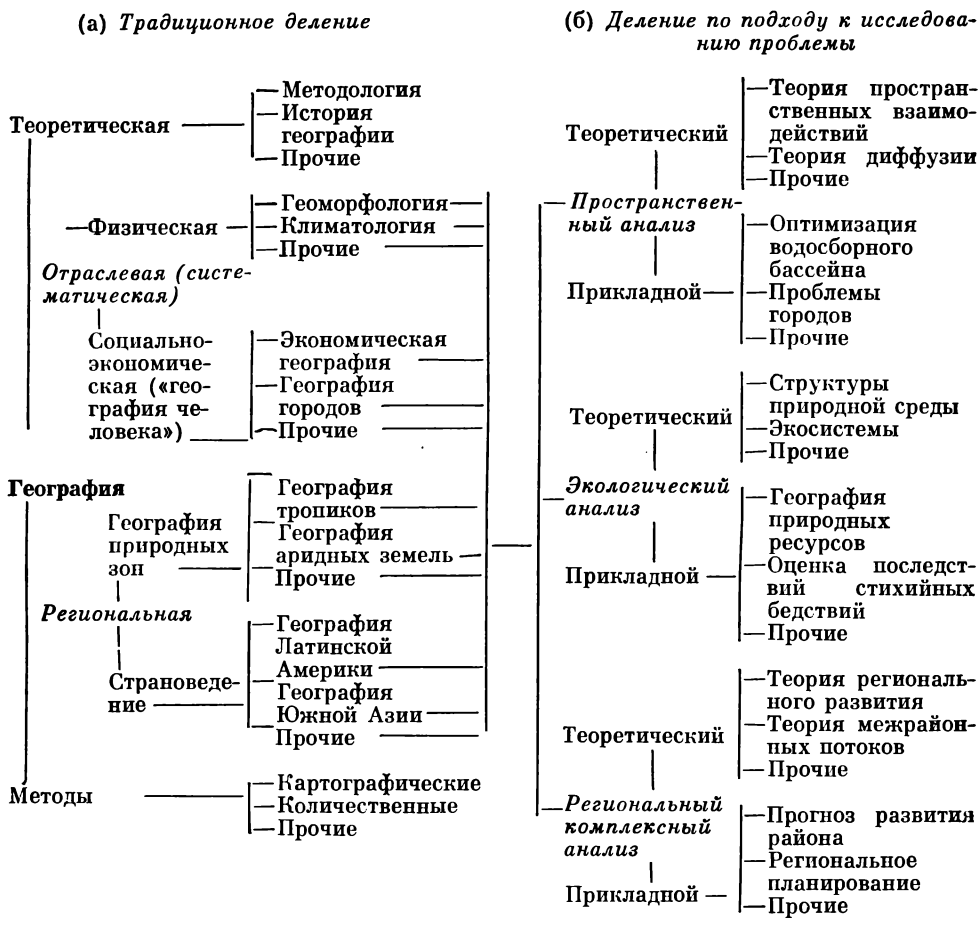 (а) Традиционное деление
Теоретическая
Методология
История
географии
Прочие
Физическая
Геоморфология
Климатология
Прочие
Отраслевая (систе-
матическая)
Социально-
экономиче-
ская («гео-
графия че-
ловека»)
Экономическая
география
География
городов
Прочие
География
География
природных
зон
География
тропиков
География
аридных земель
Прочие
Региональная
Страноведе-
ние
География
Латинской
Америки
География
Южной Азии
Прочие
Методы
Картографические
Количественные
Прочие
(б) Деление по подходу к исследова-
нию проблемы
Теоретический
Теория простран-
ственных взаимо-
действий
Теория диффузии
Прочие
Пространствен-
ный анализ
Прикладной
Оптимизация
водосборного
бассейна
Проблемы
городов
Прочие
Теоретический
Структуры
природной среды
Экосистемы
Прочие
Экологический
анализ
Прикладной
География
природных
ресурсов
Оценка последст-
вий стихийных
бедствий
Прочие
Теоретический
Теория региональ-
ного развития
Теория межрайон-
ных потоков
Прочие
Региональный
комплексный
анализ
Прикладной
Прогноз развития
района
Региональное
планирование
Прочие